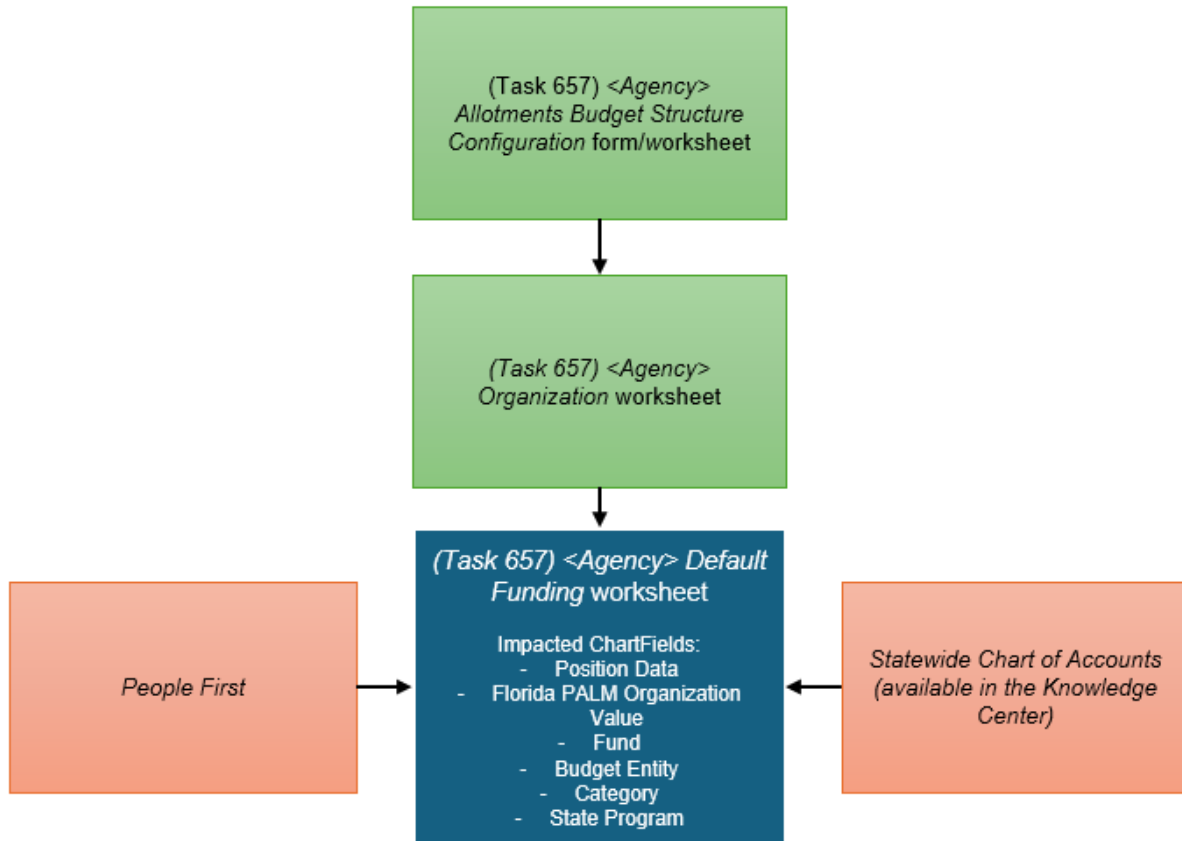 (Task 657) <Agency>
Allotments Budget Structure
Configuration form/worksheet
(Task 657) <Agency>
Organization worksheet
(Task 657) <Agency> Default
Funding worksheet
Impacted ChartFields:
- Position Data
- Florida PALM Organization
Value
- Fund
- Budget Entity
- Category
- State Program
People First
Statewide Chart of Accounts
(available in the Knowledge
Center)